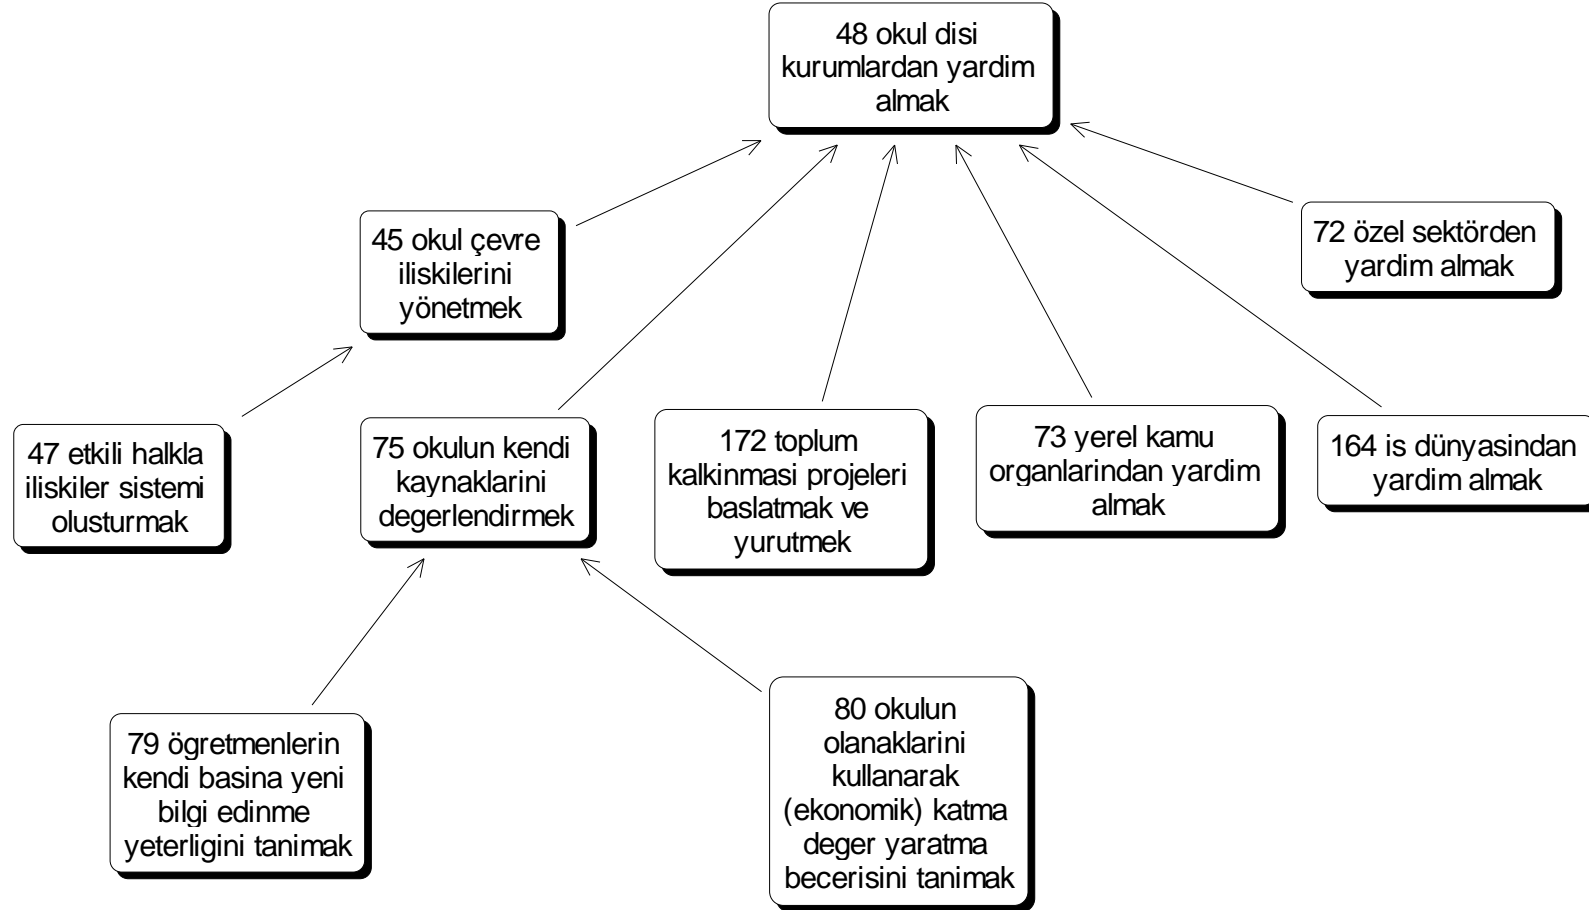 48 okul disi
kurumlardan yardim
almak
45 okul çevre
iliskilerini
yönetmek
72 özel sektörden
yardim almak
47 etkili halkla
iliskiler sistemi
olusturmak
75 okulun kendi
kaynaklarini
degerlendirmek
172 toplum
kalkinmasi projeleri
baslatmak ve
yurutmek
73 yerel kamu
organlarindan yardim
almak
164 is dünyasindan
yardim almak
79 ögretmenlerin
kendi basina yeni
bilgi edinme
yeterligini tanimak
80 okulun
olanaklarini
kullanarak
(ekonomik) katma
deger yaratma
becerisini tanimak